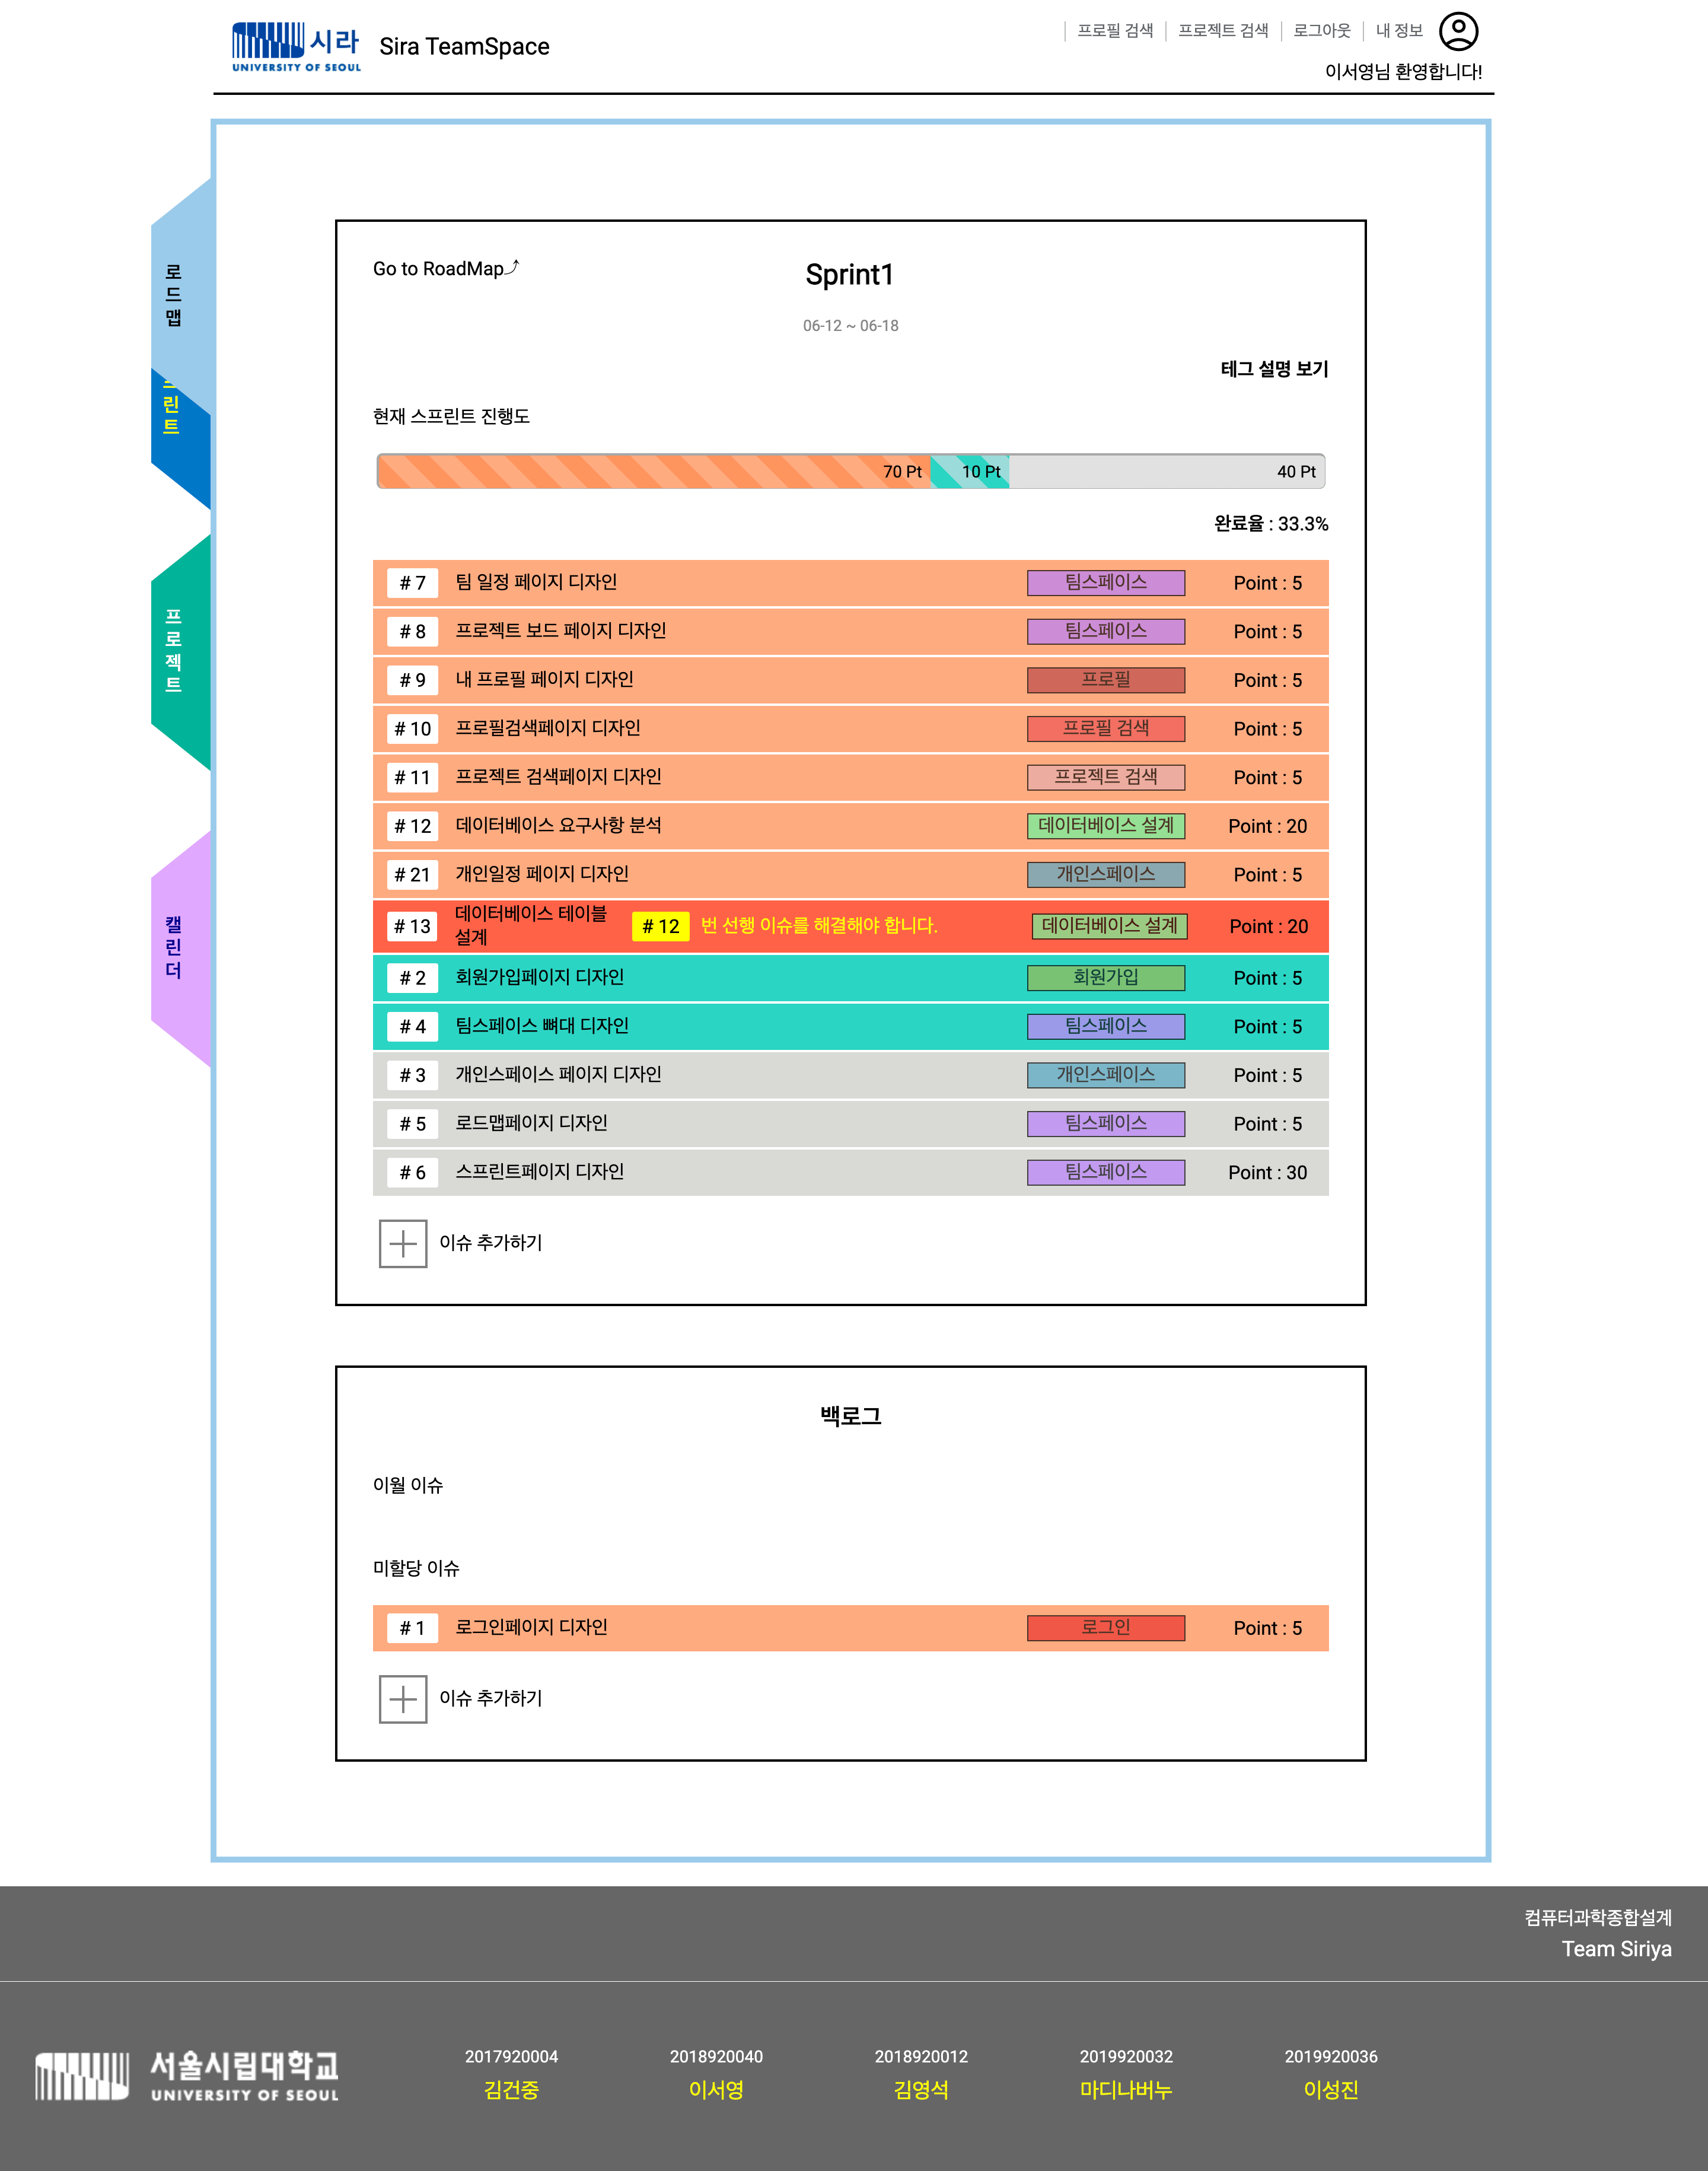 시라
UNIVERSITY OF SEOUL
Sira TeamSpace
프로필 검색
프로젝트 검색
로그아웃
내 정보
이서영님 환영합니다!
로드맵
프린트
프로젝트
캘린더
Go to RoadMap⤴
Sprint1
06-12 ~ 06-18
테그 설명 보기
현재 스프린트 진행도
70 Pt 10 Pt 40 Pt
완료율 : 33.3%
# 7 팀 일정 페이지 디자인 팀스페이스 Point : 5
# 8 프로젝트 보드 페이지 디자인 팀스페이스 Point : 5
# 9 내 프로필 페이지 디자인 프로필 Point : 5
# 10 프로필검색페이지 디자인 프로필 검색 Point : 5
# 11 프로젝트 검색페이지 디자인 프로젝트 검색 Point : 5
# 12 데이터베이스 요구사항 분석 데이터베이스 설계 Point : 20
# 21 개인일정 페이지 디자인 개인스페이스 Point : 5
# 13 데이터베이스 테이블
설계
# 12 번 선행 이슈를 해결해야 합니다. 데이터베이스 설계 Point : 20
# 2 회원가입페이지 디자인 회원가입 Point : 5
# 4 팀스페이스 뼈대 디자인 팀스페이스 Point : 5
# 3 개인스페이스 페이지 디자인 개인스페이스 Point : 5
# 5 로드맵페이지 디자인 팀스페이스 Point : 5
# 6 스프린트페이지 디자인 팀스페이스 Point : 30
이슈 추가하기
백로그
이월 이슈
미할당 이슈
# 1 로그인페이지 디자인 로그인 Point : 5
이슈 추가하기
컴퓨터과학종합설계
Team Siriya
서울시립대학교
UNIVERSITY OF SEOUL
2017920004 2018920040 2018920012 2019920032 2019920036
김건중 이서영 김영석 마디나버누 이성진